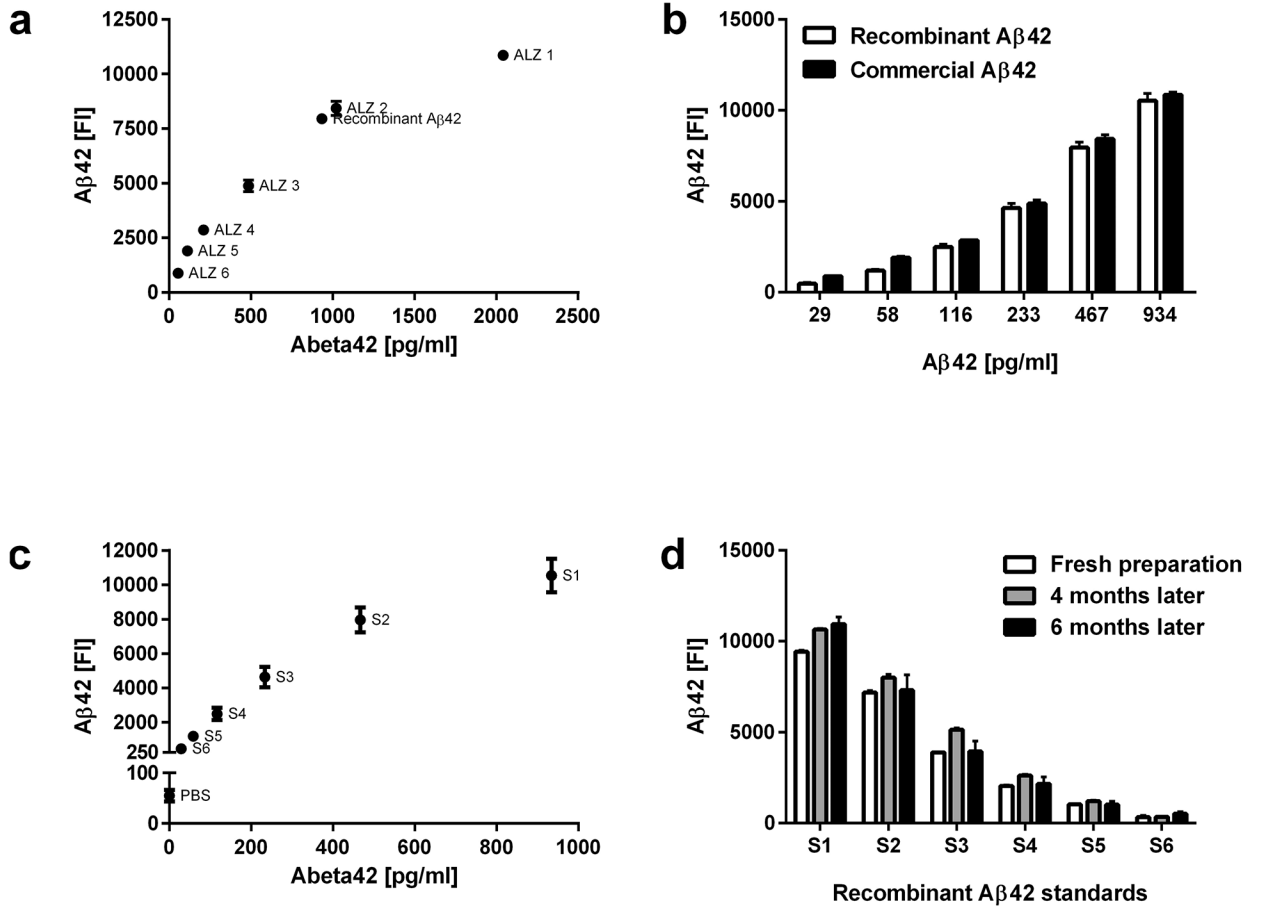 a
Aβ42 [FI]
12500
10000
7500
5000
2500
0
ALZ 1
ALZ 2
Recombinant Aβ42
ALZ 3
ALZ 4
ALZ 5
ALZ 6
0 500 1000 1500 2000 2500
Abeta42 [pg/ml]
b
Aβ42 [FI]
15000
10000
5000
0
Recombinant Aβ42
Commercial Aβ42
29 58 116 233 467 934
Aβ42 [pg/ml]
c
Aβ42 [FI]
12000
10000
8000
6000
4000
2000
250
100
0
S1
S2
S3
S4
S5
S6
PBS
0 200 400 600 800 1000
Abeta42 [pg/ml]
d
Aβ42 [FI]
15000
10000
5000
0
Fresh preparation
4 months later
6 months later
S1 S2 S3 S4 S5 S6
Recombinant Aβ42 standards